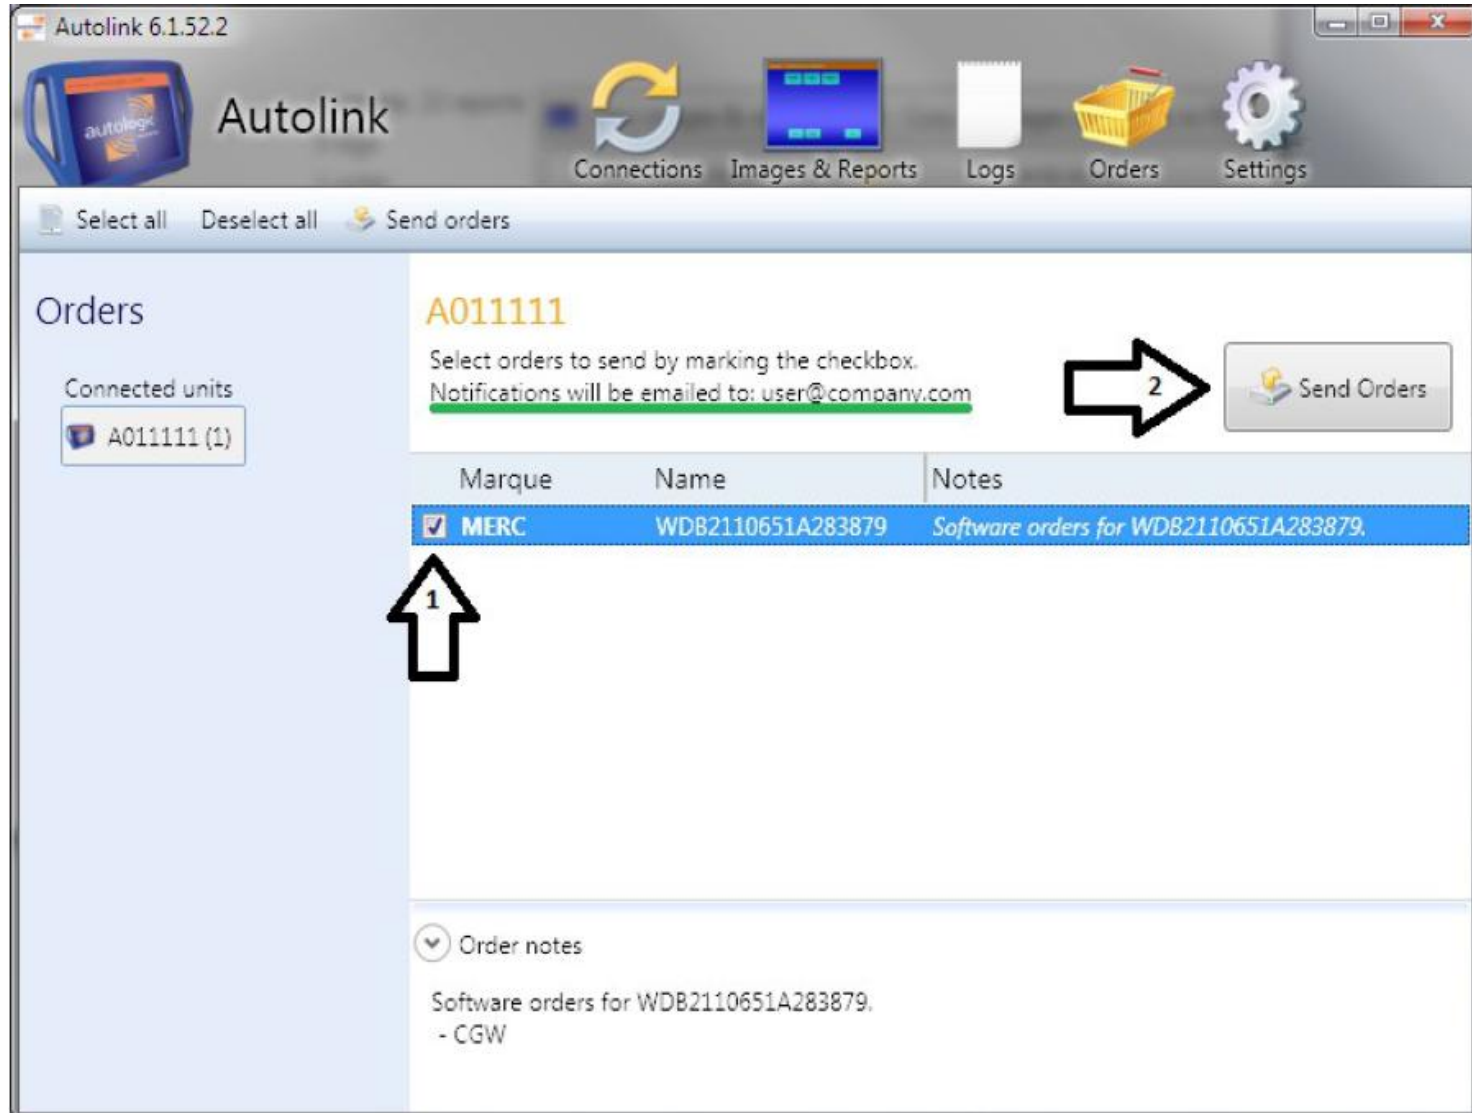 Autolink 6.1.52.2
autologic
Autolink
Connections Images & Reports Logs Orders Settings
Select all Deselect all Send orders
Orders
Connected units
A011111 (1)
A011111
Select orders to send by marking the checkbox.
Notifications will be emailed to: user@company.com
2
Send Orders
Marque Name Notes
MERC WDB2110651A283879 Software orders for WDB2110651A283879.
1
Order notes
Software orders for WDB2110651A283879.
- CGW